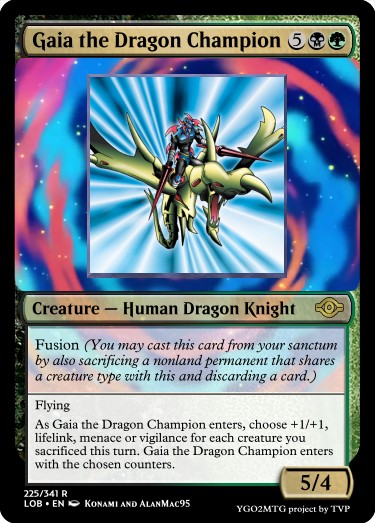 Gaia the Dragon Champion 5
Creature — Human Dragon Knight
Fusion (You may cast this card from your sanctum
by also sacrificing a nonland permanent that shares
a creature type with this and discarding a card.)
Flying
As Gaia the Dragon Champion enters, choose +1/+1,
lifelink, menace or vigilance for each creature you
sacrificed this turn. Gaia the Dragon Champion enters
with the chosen counters.
5/4
225/341 R
LOB • EN Konami and AlanMac95
YGO2MTG project by TVP